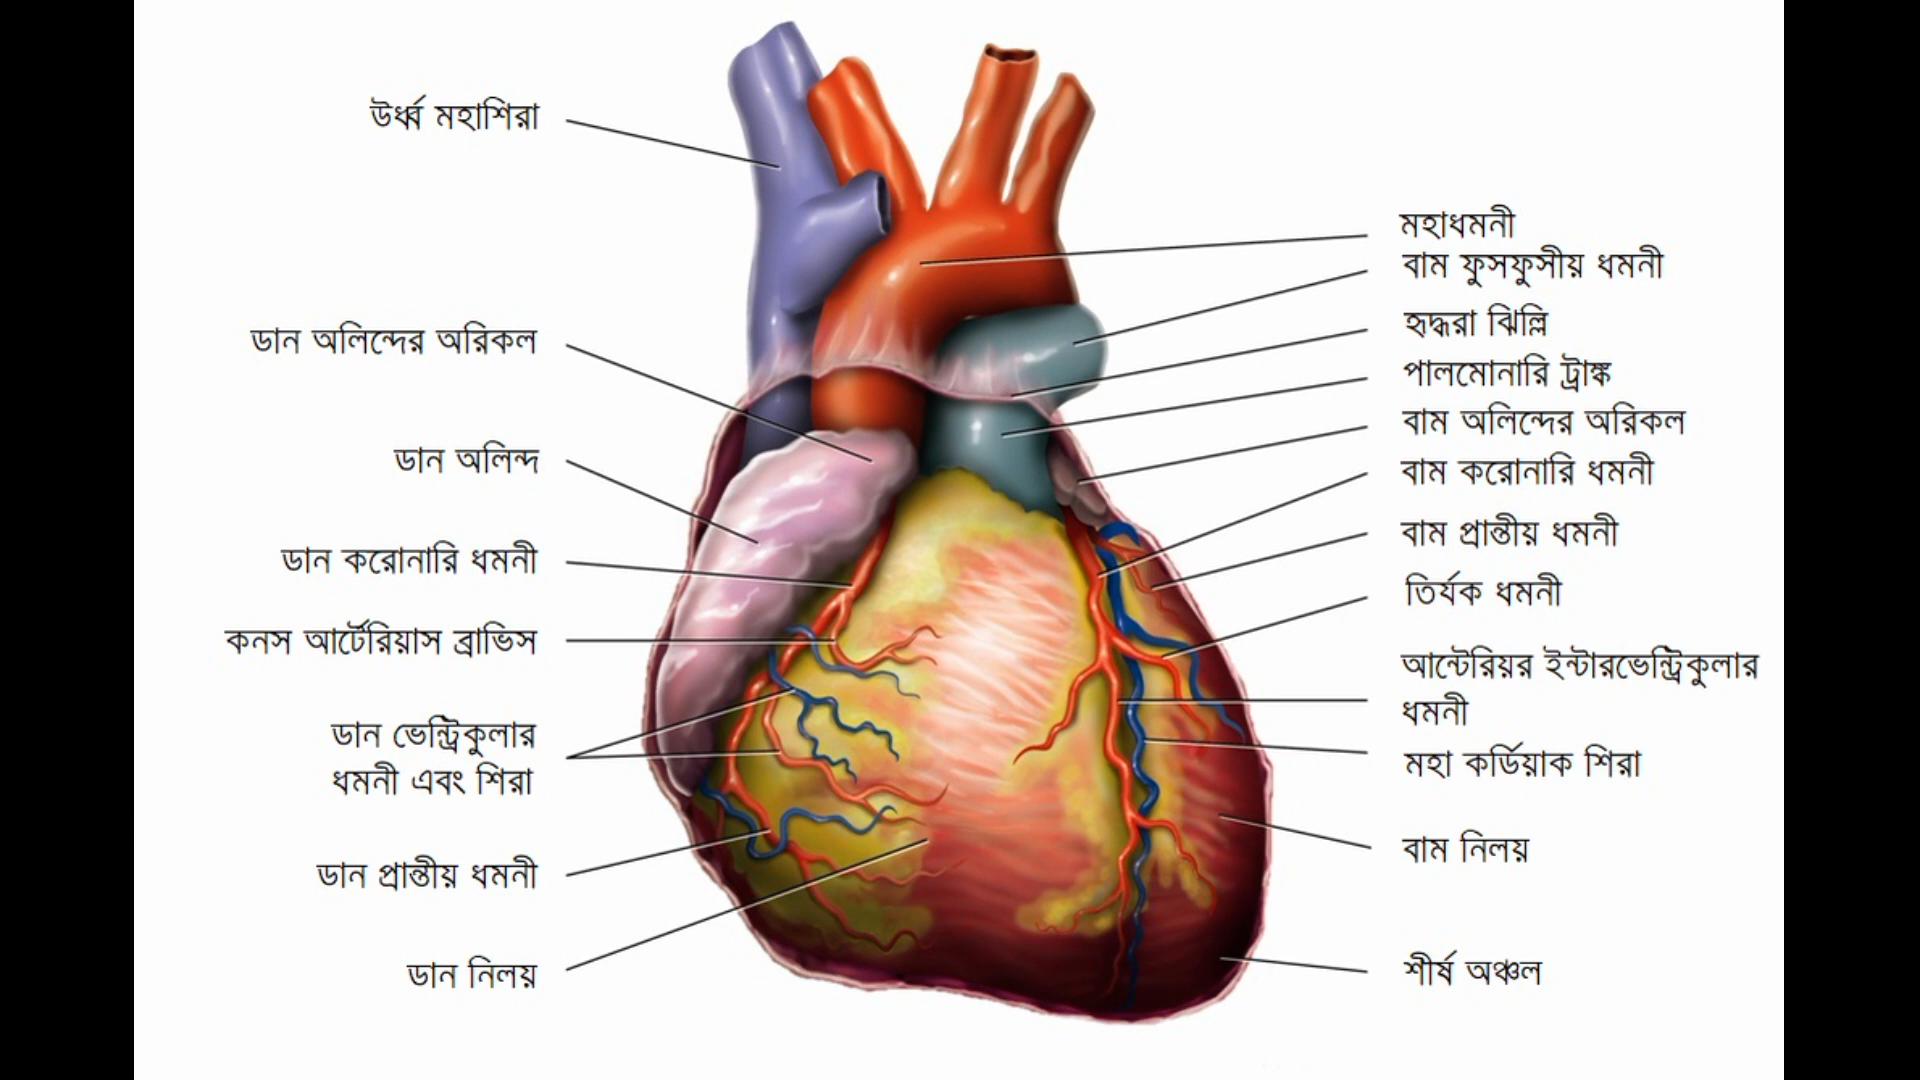 উর্ধ্ব মহাশিরা
ডান অলিন্দের অরিকল
ডান অলিন্দ
ডান করোনারি ধমনী
কনস আর্টেরিয়াস ব্রাভিস
ডান ভেন্ট্রিকুলার
ধমনী এবং শিরা
ডান প্রান্তীয় ধমনী
ডান নিলয়
মহাধমনী
বাম ফুসফুসীয় ধমনী
হৃদ্ধরা ঝিল্লি
পালমোনারি ট্রাঙ্ক
বাম অলিন্দের অরিকল
বাম করোনারি ধমনী
বাম প্রান্তীয় ধমনী
তির্যক ধমনী
আন্টেরিয়র ইন্টারভেন্ট্রিকুলার
ধমনী
মহা কর্ডিয়াক শিরা
বাম নিলয়
শীর্ষ অঞ্চল